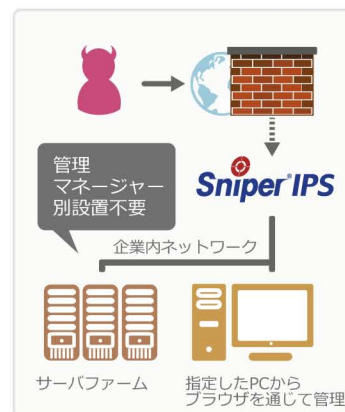 管理
マネージャー
別設置不要
Sniper IPS
企業内ネットワーク
サーバファーム
指定したPCから
ブラウザを通じて管理